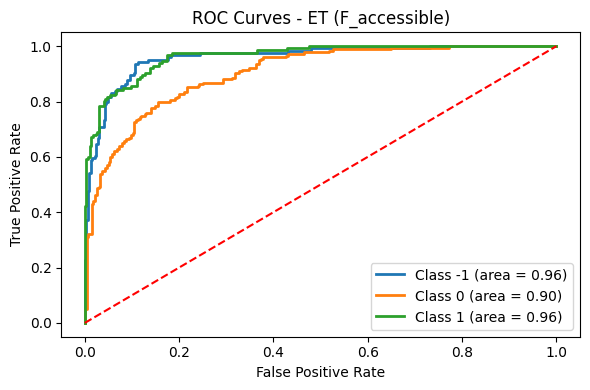 ROC Curves - ET (F_accessible)
True Positive Rate
1.0
0.8
0.6
0.4
0.2
0.0
Class -1 (area = 0.96)
Class 0 (area = 0.90)
Class 1 (area = 0.96)
0.0 0.2 0.4 0.6 0.8 1.0
False Positive Rate